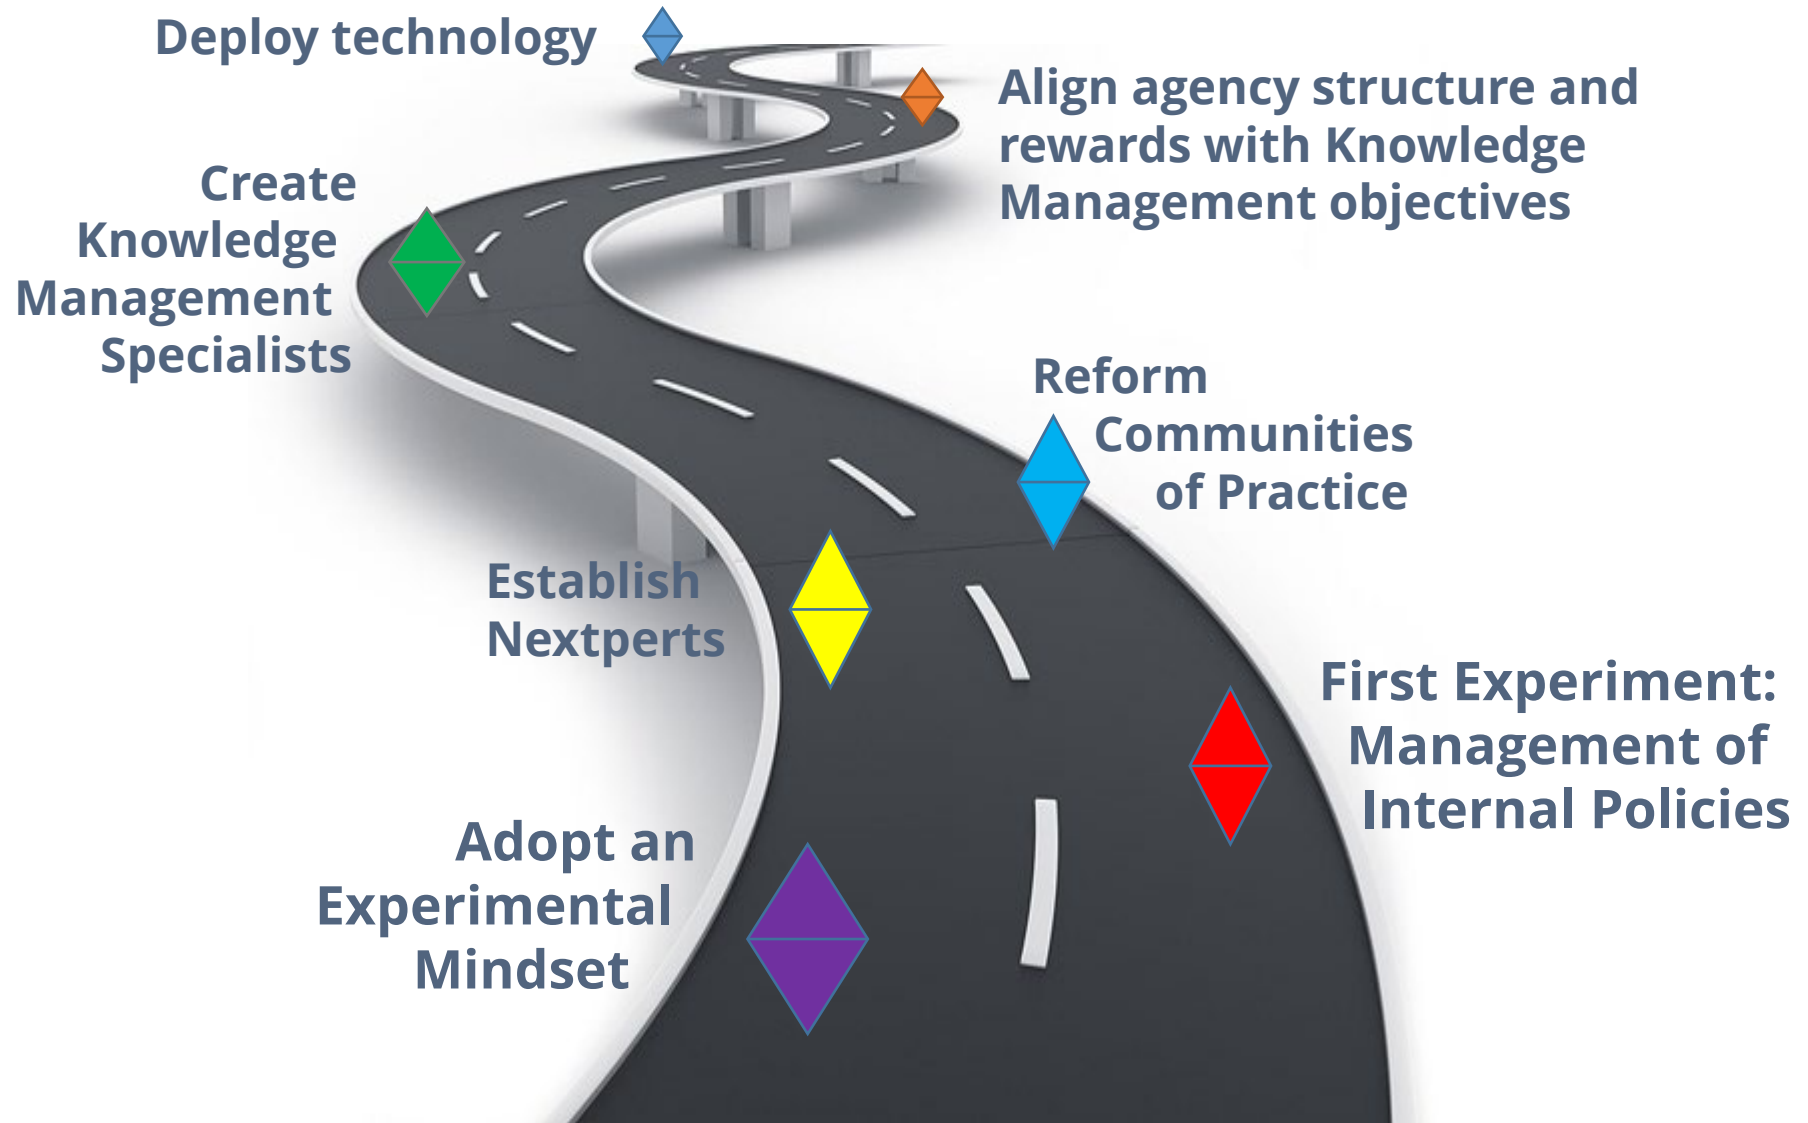 Deploy technology
Align agency structure and
rewards with Knowledge
Management objectives
Create
Knowledge
Management
Specialists
Reform
Communities
of Practice
Establish
Nextperts
First Experiment:
Management of
Internal Policies
Adopt an
Experimental
Mindset